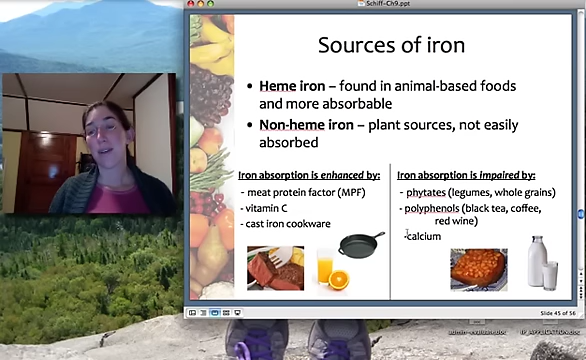 Schiff-Ch9.ppt
Sources of iron
• Heme iron – found in animal-based foods
and more absorbable
• Non-heme iron – plant sources, not easily
absorbed
Iron absorption is enhanced by:
- meat protein factor (MPF)
-vitamin C
- cast iron cookware
Iron absorption is impaired by:
- phytates (legumes, whole grains)
- polyphenols (black tea, coffee,
red wine)
-calcium
Slide 45 of 56